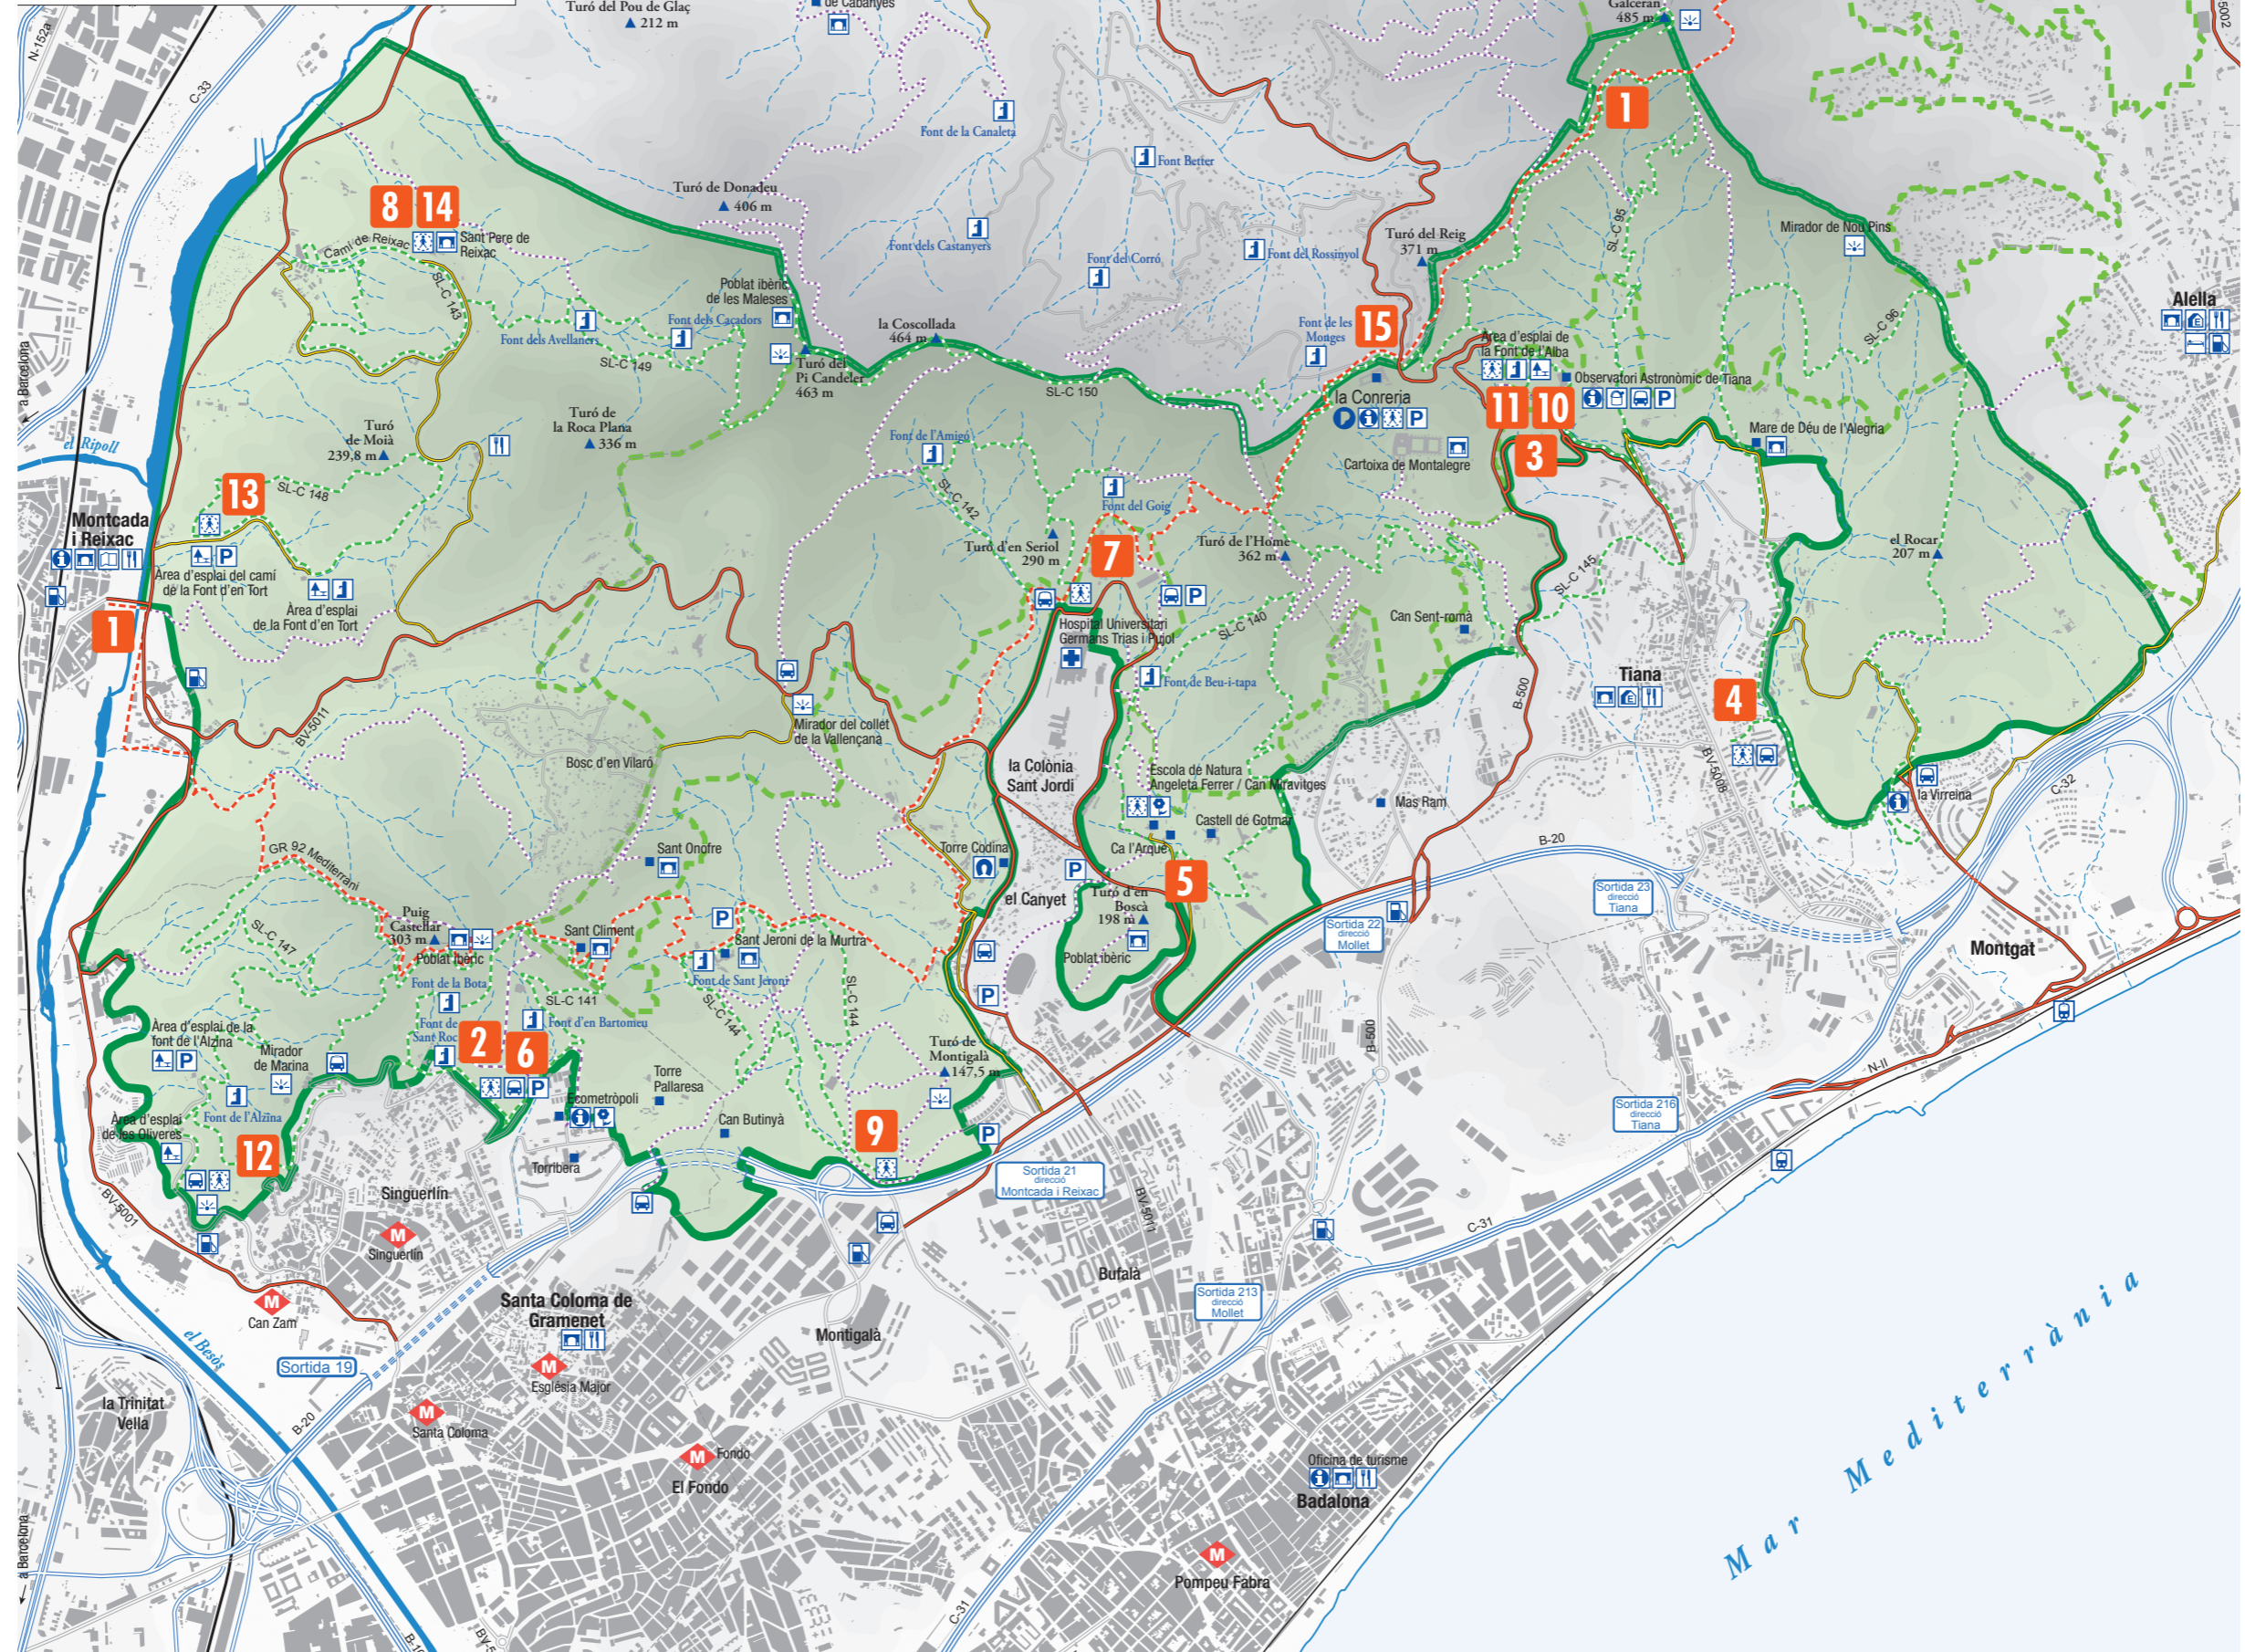 Turó del Pou de Glaç
212 m
de Cabanyes
Galceran
485 m
5002
N-152a
C-33
Font de la Canaleta
Font Better
1
Turó de Donadeu
406 m
8
14
Camí de Reixac
Sant Pere de
Reixac
SL-C 143
Font dels Castanyers
Font del Corró
Font del Rossinyol
Turó del Reig
371 m
SL-C 95
Mirador de Nou Pins
Alella
Poblat ibèric
de les Maleses
Font dels Avellaners
Font dels Caçadors
SL-C 149
la Coscollada
464 m
Turó del
Pi Candeler
463 m
SL-C 150
Font de les
Monges
15
Àrea d'esplai de
la Font de l'Alba
SL-C 96
Observatori Astronòmic de Tiana
P
la Conreria
P
P
11
10
3
Cartoixa de Montalegre
Mare de Déu de l'Alegria
a Barcelona
el Ripoll
Turó
de Moià
239,8 m
Turó de
la Roca Plana
336 m
Font de l'Amigó
SL-C 142
Font del Goig
13
SL-C 148
Montcada
i Reixac
P
Àrea d'esplai del camí
de la Font d'en Tort
Àrea d'esplai
de la Font d'en Tort
Turó d'en Seriol
290 m
7
Turó de l'Home
362 m
el Rocar
207 m
SL-C 145
P
1
Hospital Universitari
Germans Trias i Pujol
SL-C 140
Can Sent-romà
Font de Beu-i-tapa
Tiana
4
B-500
BV-5011
Mirador del collet
de la Vallençana
Bosc d'en Vilaró
la Colònia
Sant Jordi
Escola de Natura
Angeleta Ferrer / Can Miravitges
BV-5008
la Virreina
C-32
Mas Ram
Castell de Gotmar
Ca l'Arquè
B-20
Torre Codina
Sant Onofre
GR 92 Mediterrani
P
5
el Canyet
Turó d'en
Boscà
198 m
Sortida 23
Tiana
Sortida 22
direcció
Mollet
Puig
Castellar
303 m
Poblat ibèric
SL-C 147
P
Sant Climent
Sant Jeroni de la Murtra
Font de Sant Jeroni
Poblat ibèric
Montgat
Font de la Bota
SL-C 141
SL-C 144
SL-C 144
P
Font de
Sant Roc
2
6
Font d'en Bartomeu
Àrea d'esplai de la
font de l'Alzina
P
Mirador
de Marina
P
Turó de
Montigalà
147,5 m
B-500
N-II
Torre
Pallaresa
Ecometròpoli
Font de l'Alzina
Àrea d'esplai
de les Oliveres
Can Butinyà
9
P
Sortida 216
direcció
Tiana
12
Torribera
Sortida 21
direcció
Montcada i Reixac
BV-5001
Singuerlín
M
Singuerlín
BV-5011
C-31
Bufalà
Sortida 213
direcció
Mollet
M
Can Zam
Santa Coloma de
Gramenet
Montigalà
el Besòs
Sortida 19
M
Església Major
la Trinitat
Vella
B-20
M
Santa Coloma
M
Fondo
El Fondo
Oficina de turisme
Badalona
Mar Mediterrània
M
Pompeu Fabra
a Barcelona
C-31